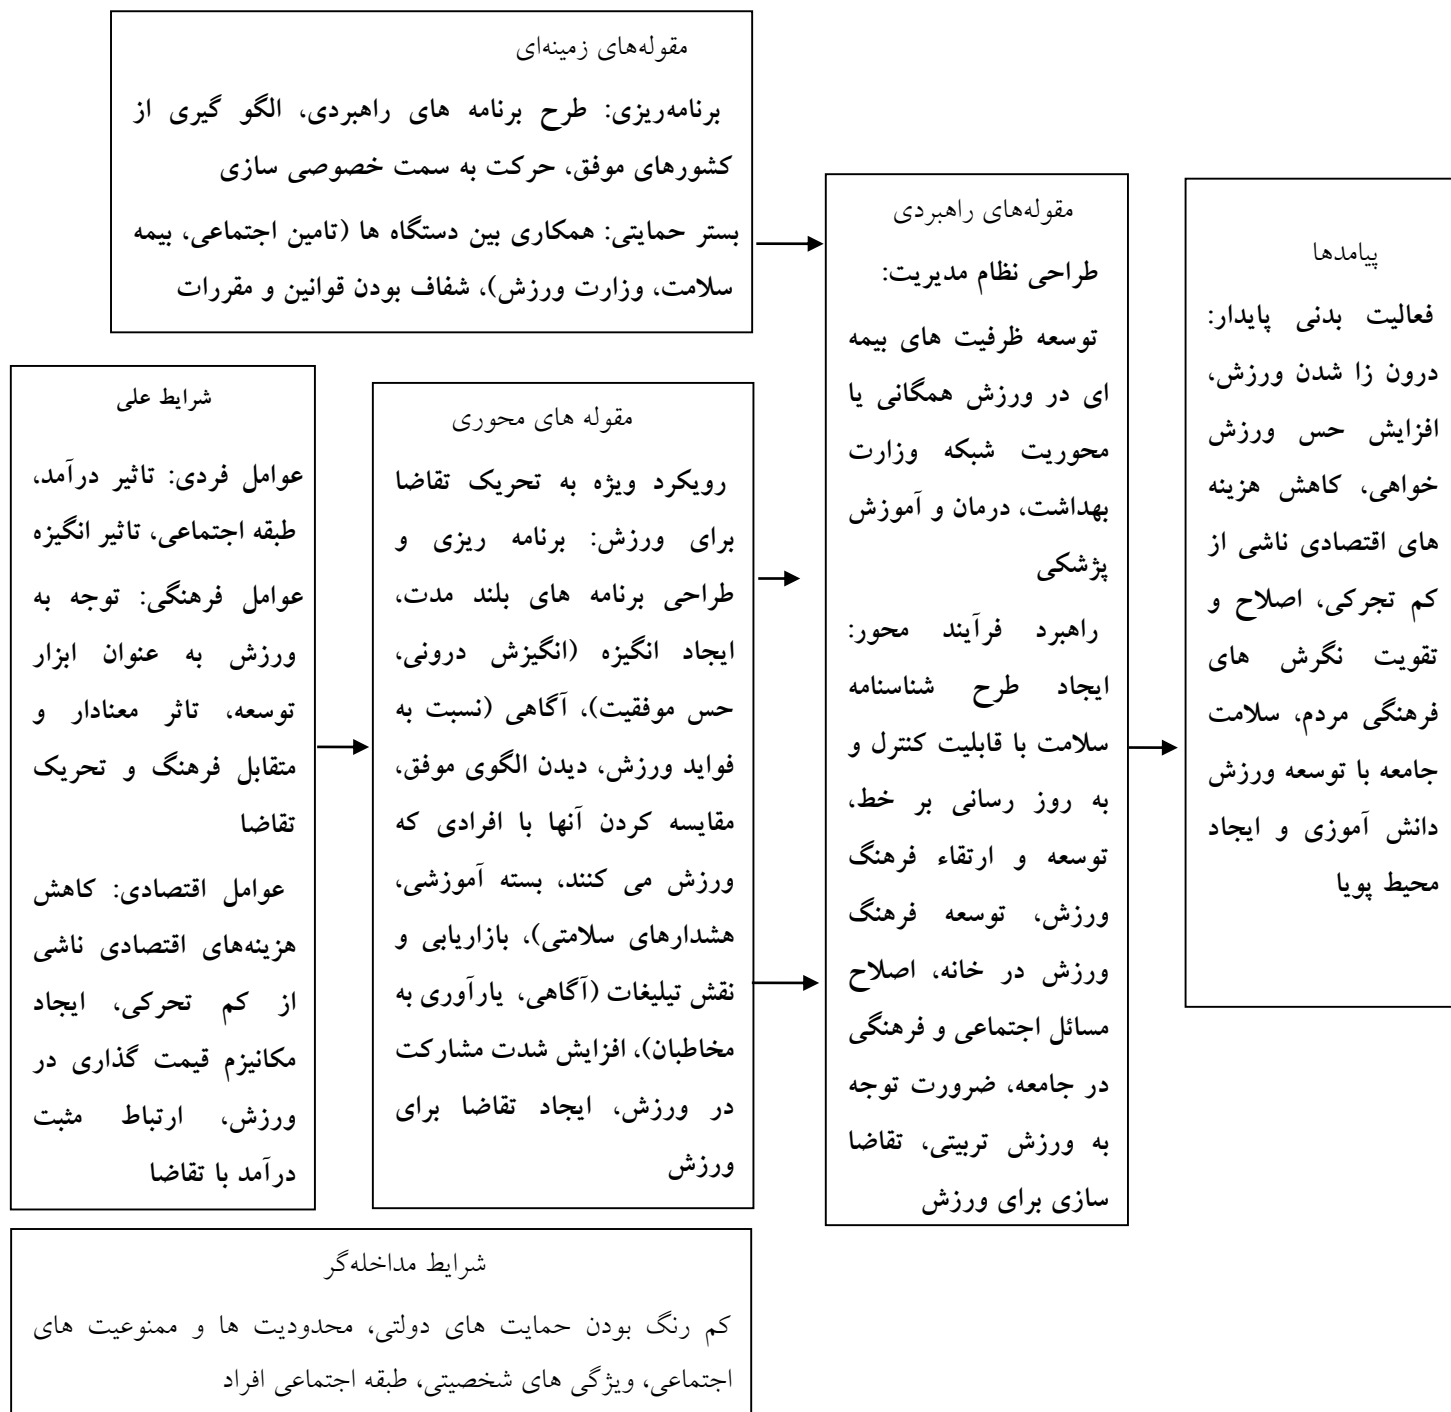 مقوله‌های زمینه‌ای
برنامه‌ریزی: طرح برنامه های راهبردی، الگو گیری از
کشورهای موفق، حرکت به سمت خصوصی سازی
بستر حمایتی: همکاری بین دستگاه ها (تامین اجتماعی، بیمه
سلامت، وزارت ورزش)، شفاف بودن قوانین و مقررات
شرایط علی
عوامل فردی: تاثیر درآمد،
طبقه اجتماعی، تاثیر انگیزه
عوامل فرهنگی: توجه به
ورزش به عنوان ابزار
توسعه، تاثر معنادار و
متقابل فرهنگ و تحریک
تقاضا
عوامل اقتصادی: کاهش
هزینه‌های اقتصادی ناشی
از کم تحرکی، ایجاد
مکانیزم قیمت گذاری در
ورزش، ارتباط مثبت
درآمد با تقاضا
مقوله های محوری
رویکرد ویژه به تحریک تقاضا
برای ورزش: برنامه ریزی و
طراحی برنامه های بلند مدت،
ایجاد انگیزه (انگیزش درونی،
حس موفقیت)، آگاهی (نسبت به
فواید ورزش، دیدن الگوی موفق،
مقایسه کردن آنها با افرادی که
ورزش می کنند، بسته آموزشی،
هشدارهای سلامتی)، بازاریابی و
نقش تیلیغات (آگاهی، یارآوری به
مخاطبان)، افزایش شدت مشارکت
در ورزش، ایجاد تقاضا برای
ورزش
مقوله‌های راهبردی
طراحی نظام مدیریت:
توسعه ظرفیت های بیمه
ای در ورزش همگانی یا
محوریت شبکه وزارت
بهداشت، درمان و آموزش
پژشکی
راهبرد فرآیند محور:
ایجاد طرح شناسنامه
سلامت با قابلیت کنترل و
به روز رسانی بر خط،
توسعه و ارتقاء فرهنگ
ورزش، توسعه فرهنگ
ورزش در خانه، اصلاح
مسائل اجتماعی و فرهنگی
در جامعه، ضرورت توجه
به ورزش تربیتی، تقاضا
سازی برای ورزش
پیامدها
فعالیت بدنی پایدار:
درون زا شدن ورزش،
افزایش حس ورزش
خواهی، کاهش هزینه
های اقتصادی ناشی از
کم تجرکی، اصلاح و
تقویت نگرش های
فرهنگی مردم، سلامت
جامعه با توسعه ورزش
دانش آموزی و ایجاد
محیط پویا
شرایط مداخله‌گر
کم رنگ بودن حمایت های دولتی، محدودیت ها و ممنوعیت های
اجتماعی، ویژگی های شخصیتی، طبقه اجتماعی افراد